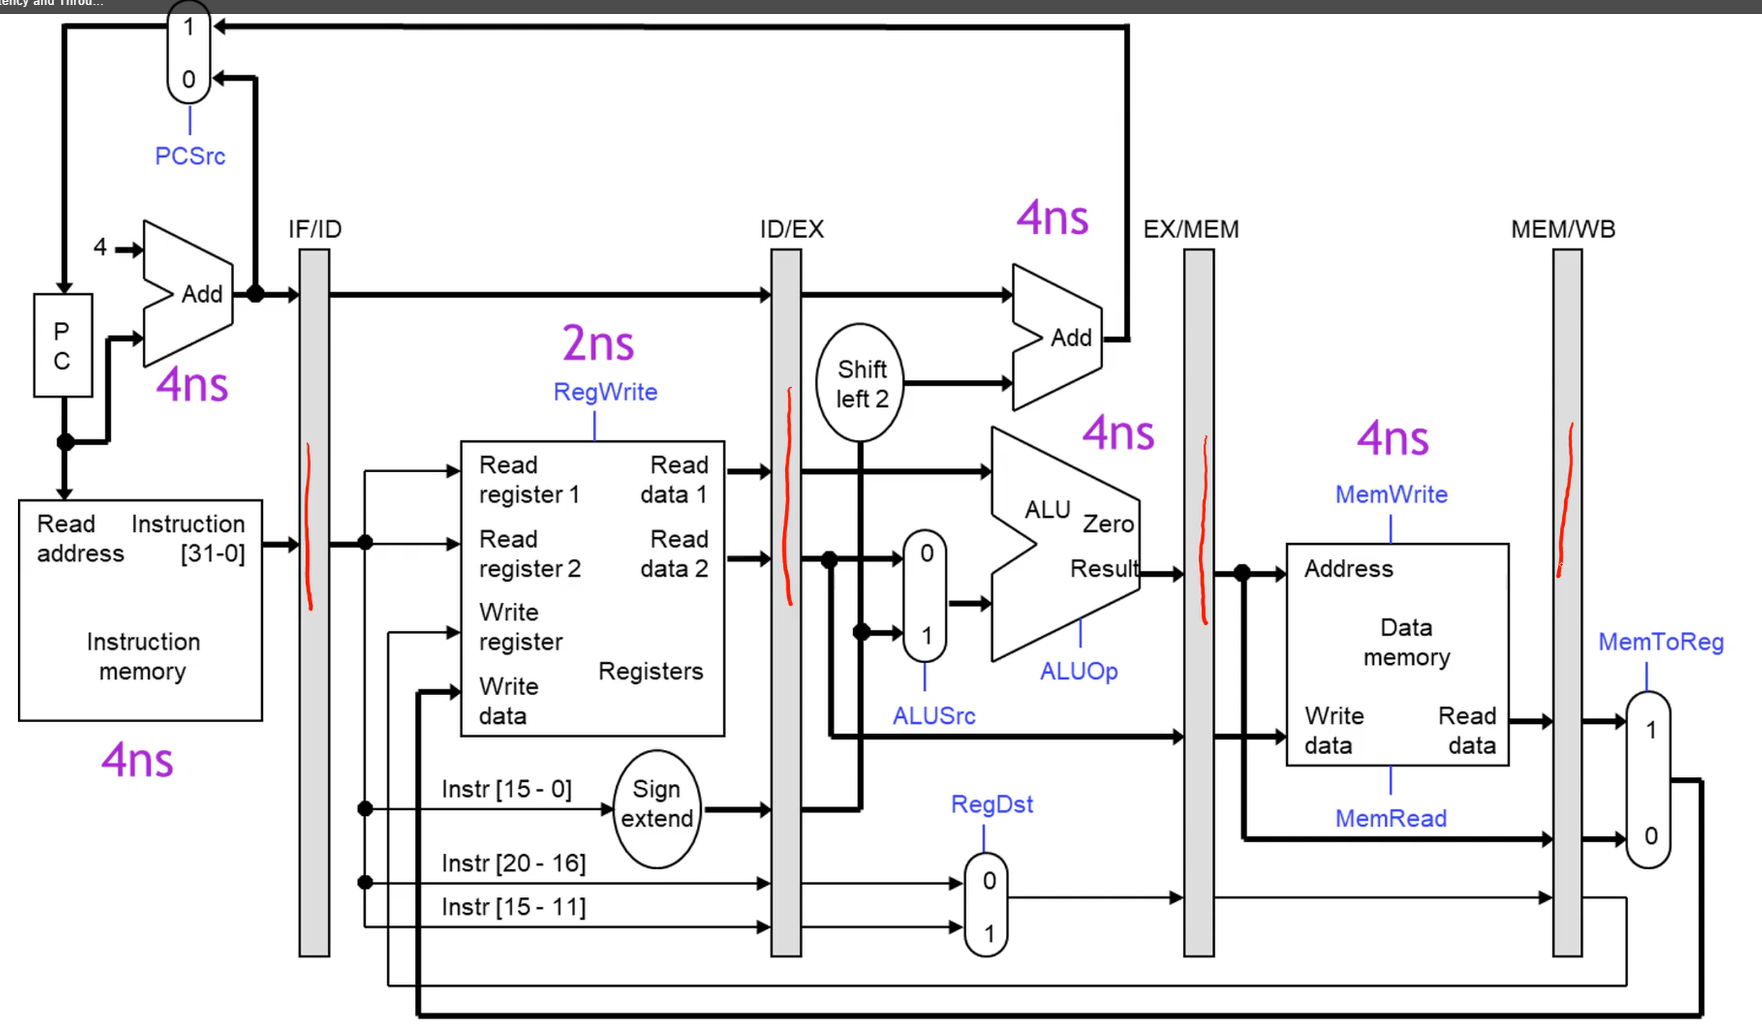 ency and Throu...
1
0
PCSrc
4
Add
4ns
P
C
Read
address
Instruction
[31-0]
Instruction
memory
4ns
IF/ID
2ns
RegWrite
Read
register 1
Read
data 1
Read
register 2
Read
data 2
Write
register
Write
data
Registers
Instr [15 - 0]
Sign
extend
Instr [20 - 16]
Instr [15 - 11]
ID/EX
Shift
left 2
4ns
Add
4ns
0
1
ALUSrc
ALU
Zero
Result
ALUOp
RegDst
0
1
EX/MEM
4ns
MemWrite
Address
Data
memory
Write
data
Read
data
MemRead
MEM/WB
MemToReg
1
0